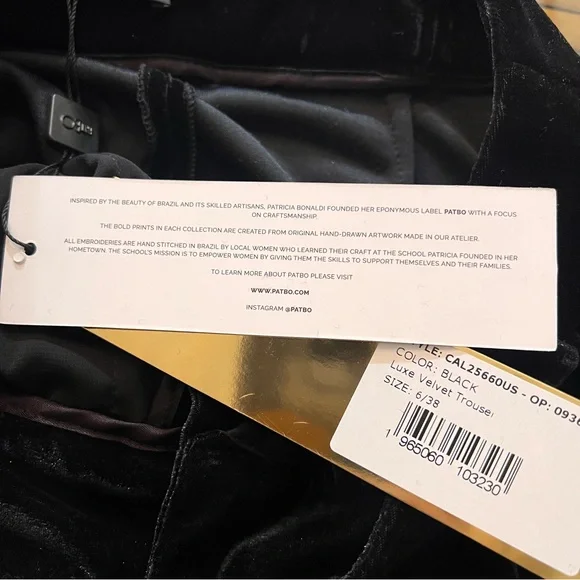 INSPIRED BY THE BEAUTY OF BRAZIL AND ITS SKILLED ARTISANS, PATRICIA BONALDI FOUNDED HER EPONYMOUS LABEL PATBO WITH A FOCUS
ON CRAFTSMANSHIP.
THE BOLD PRINTS IN EACH COLLECTION ARE CREATED FROM ORIGINAL HAND-DRAWN ARTWORK MADE IN OUR ATELIER.
ALL EMBROIDERIES ARE HAND STITCHED IN BRAZIL BY LOCAL WOMEN WHO LEARNED THEIR CRAFT AT THE SCHOOL PATRICIA FOUNDED IN HER
HOMETOWN. THE SCHOOL'S MISSION IS TO EMPOWER WOMEN BY GIVING THEM THE SKILLS TO SUPPORT THEMSELVES AND THEIR FAMILIES.
TO LEARN MORE ABOUT PATBO PLEASE VISIT
WWW.PATBO.COM
INSTAGRAM @PATBO
YLE: CAL25660US - OP: 0936
COLOR: BLACK
Luxe Velvet Trouser
SIZE: 6/38
1 965060 103230